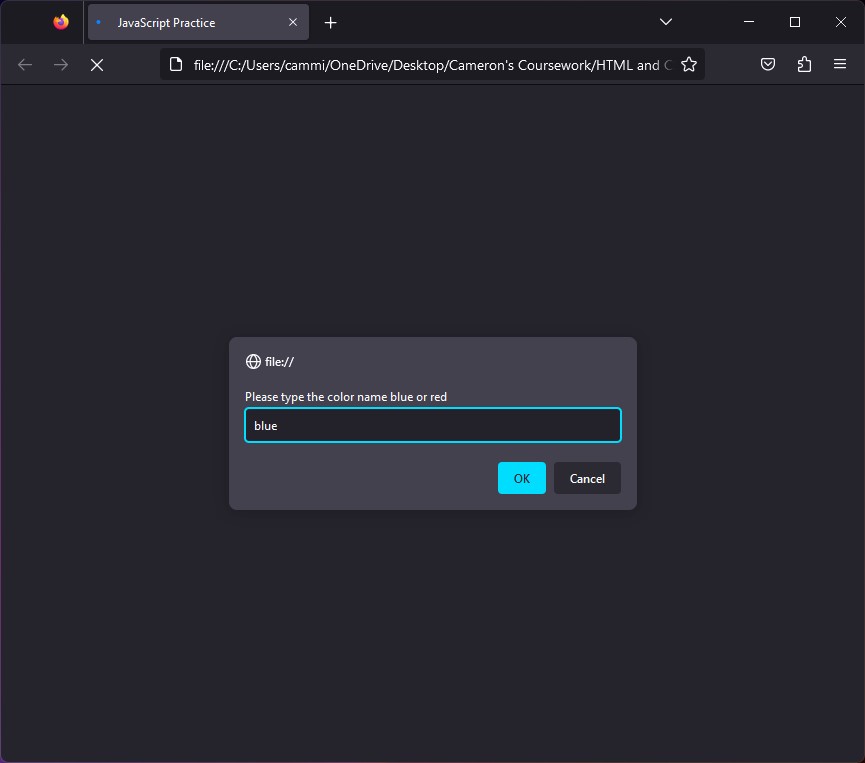 JavaScript Practice
file:///C:/Users/cammi/OneDrive/Desktop/Cameron's Coursework/HTML and C
file://
Please type the color name blue or red
blue
OK Cancel